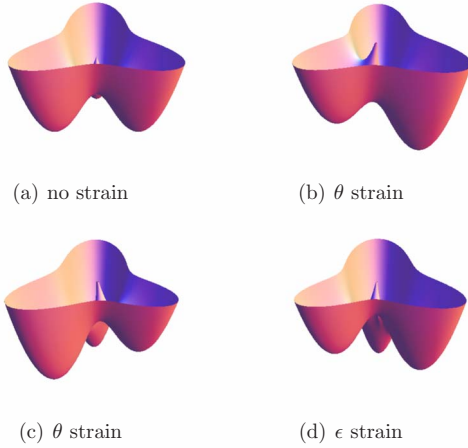 (a) no strain
(b) θ strain
(c) θ strain
(d) ϵ strain